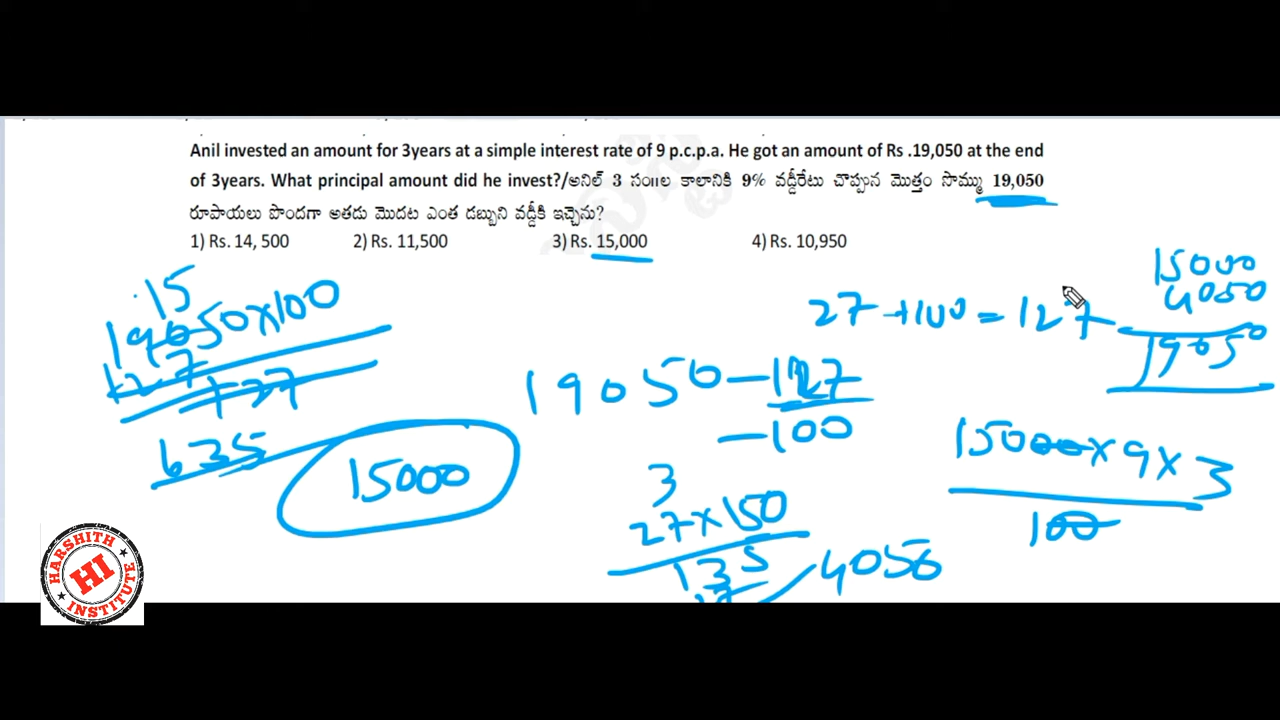 Anil invested an amount for 3years at a simple interest rate of 9 p.c.p.a. He got an amount of Rs .19,050 at the end
of 3years. What principal amount did he invest?/అనిల్ 3 సంııల కాలానికి 9% వడ్డీరేటు చొప్పున మొత్తం సొమ్ము 19,050
రూపాయలు పొందగా అతడు మొదట ఎంత డబ్బుని వడ్డీకి ఇచ్చెను?
1) Rs. 14, 500 2) Rs. 11,500 3) Rs. 15,000 4) Rs. 10,950
15
19050×100
127
127
635
15000
27+100=127
15000
4050
19050
19050-127
-100
3
27×150
135
4050
15000×9×3
100
HARSHITH
HI
INSTITUTE